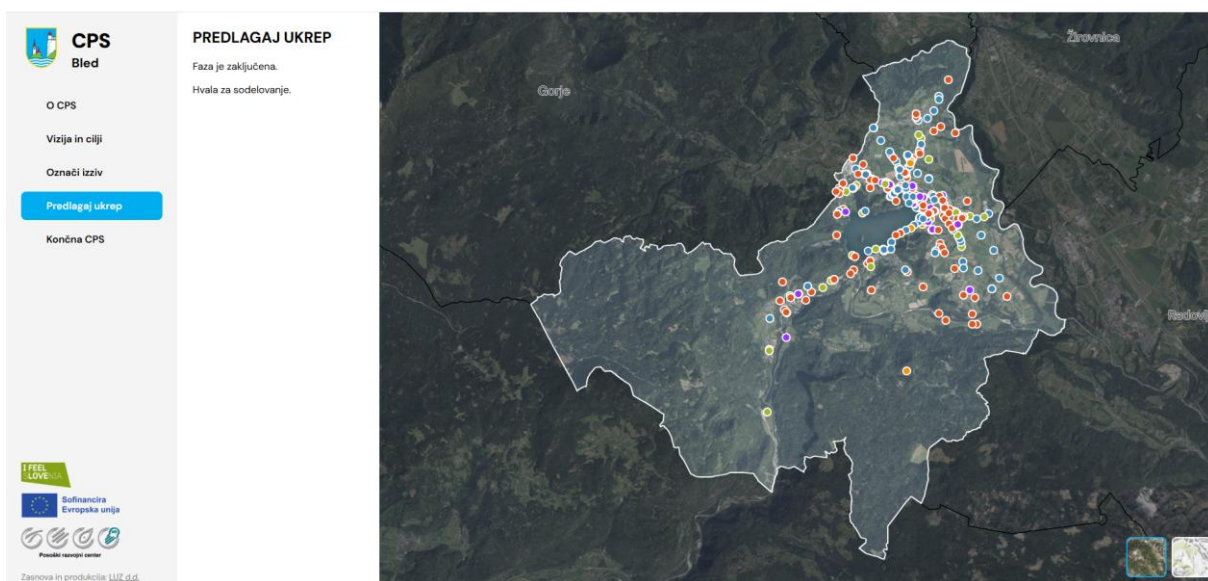 CPS
Bled
O CPS
Vizija in cilji
Označi izziv
Predlagaj ukrep
Končna CPS
I FEEL
SLOVENIA
Sofinancira
Evropska unija
Posoški razvojni center
Zasnova in produkcija: LUZ d.d.
PREDLAGAJ UKREP
Faza je zaključena.
Hvala za sodelovanje.
Gorje
Žirovnica